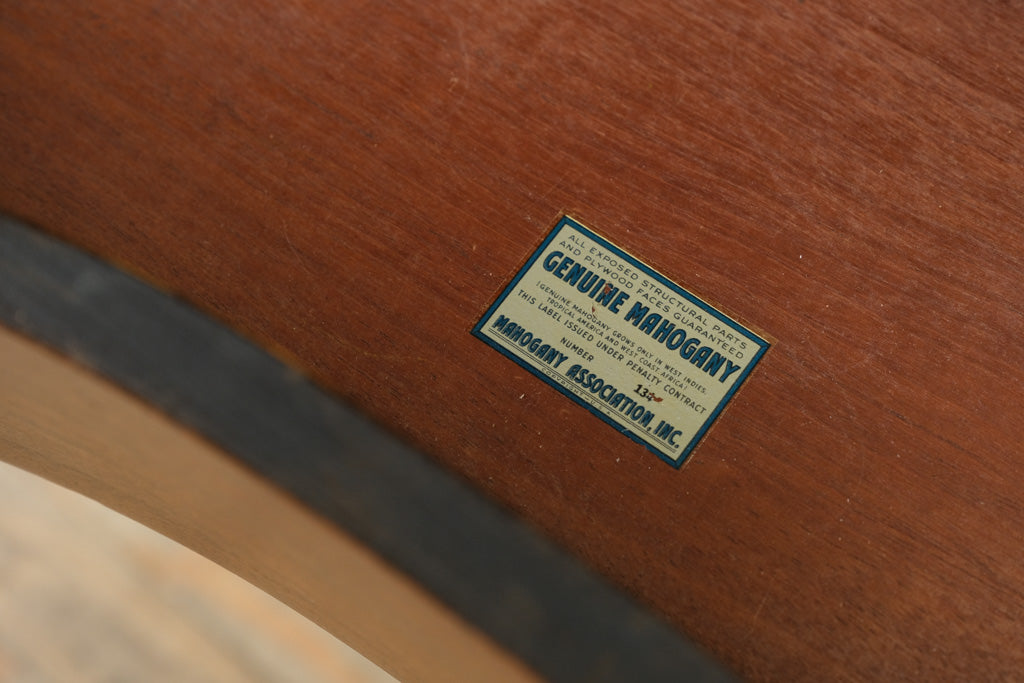 ALL EXPOSED STRUCTURAL PARTS
AND PLYWOOD FACES GUARANTEED
GENUINE MAHOGANY
(GENUINE MAHOGANY GROWS ONLY IN WEST INDIES,
TROPICAL AMERICA AND WEST COAST, AFRICA)
THIS LABEL ISSUED UNDER PENALTY CONTRACT
NUMBER
MAHOGANY ASSOCIATION, INC.